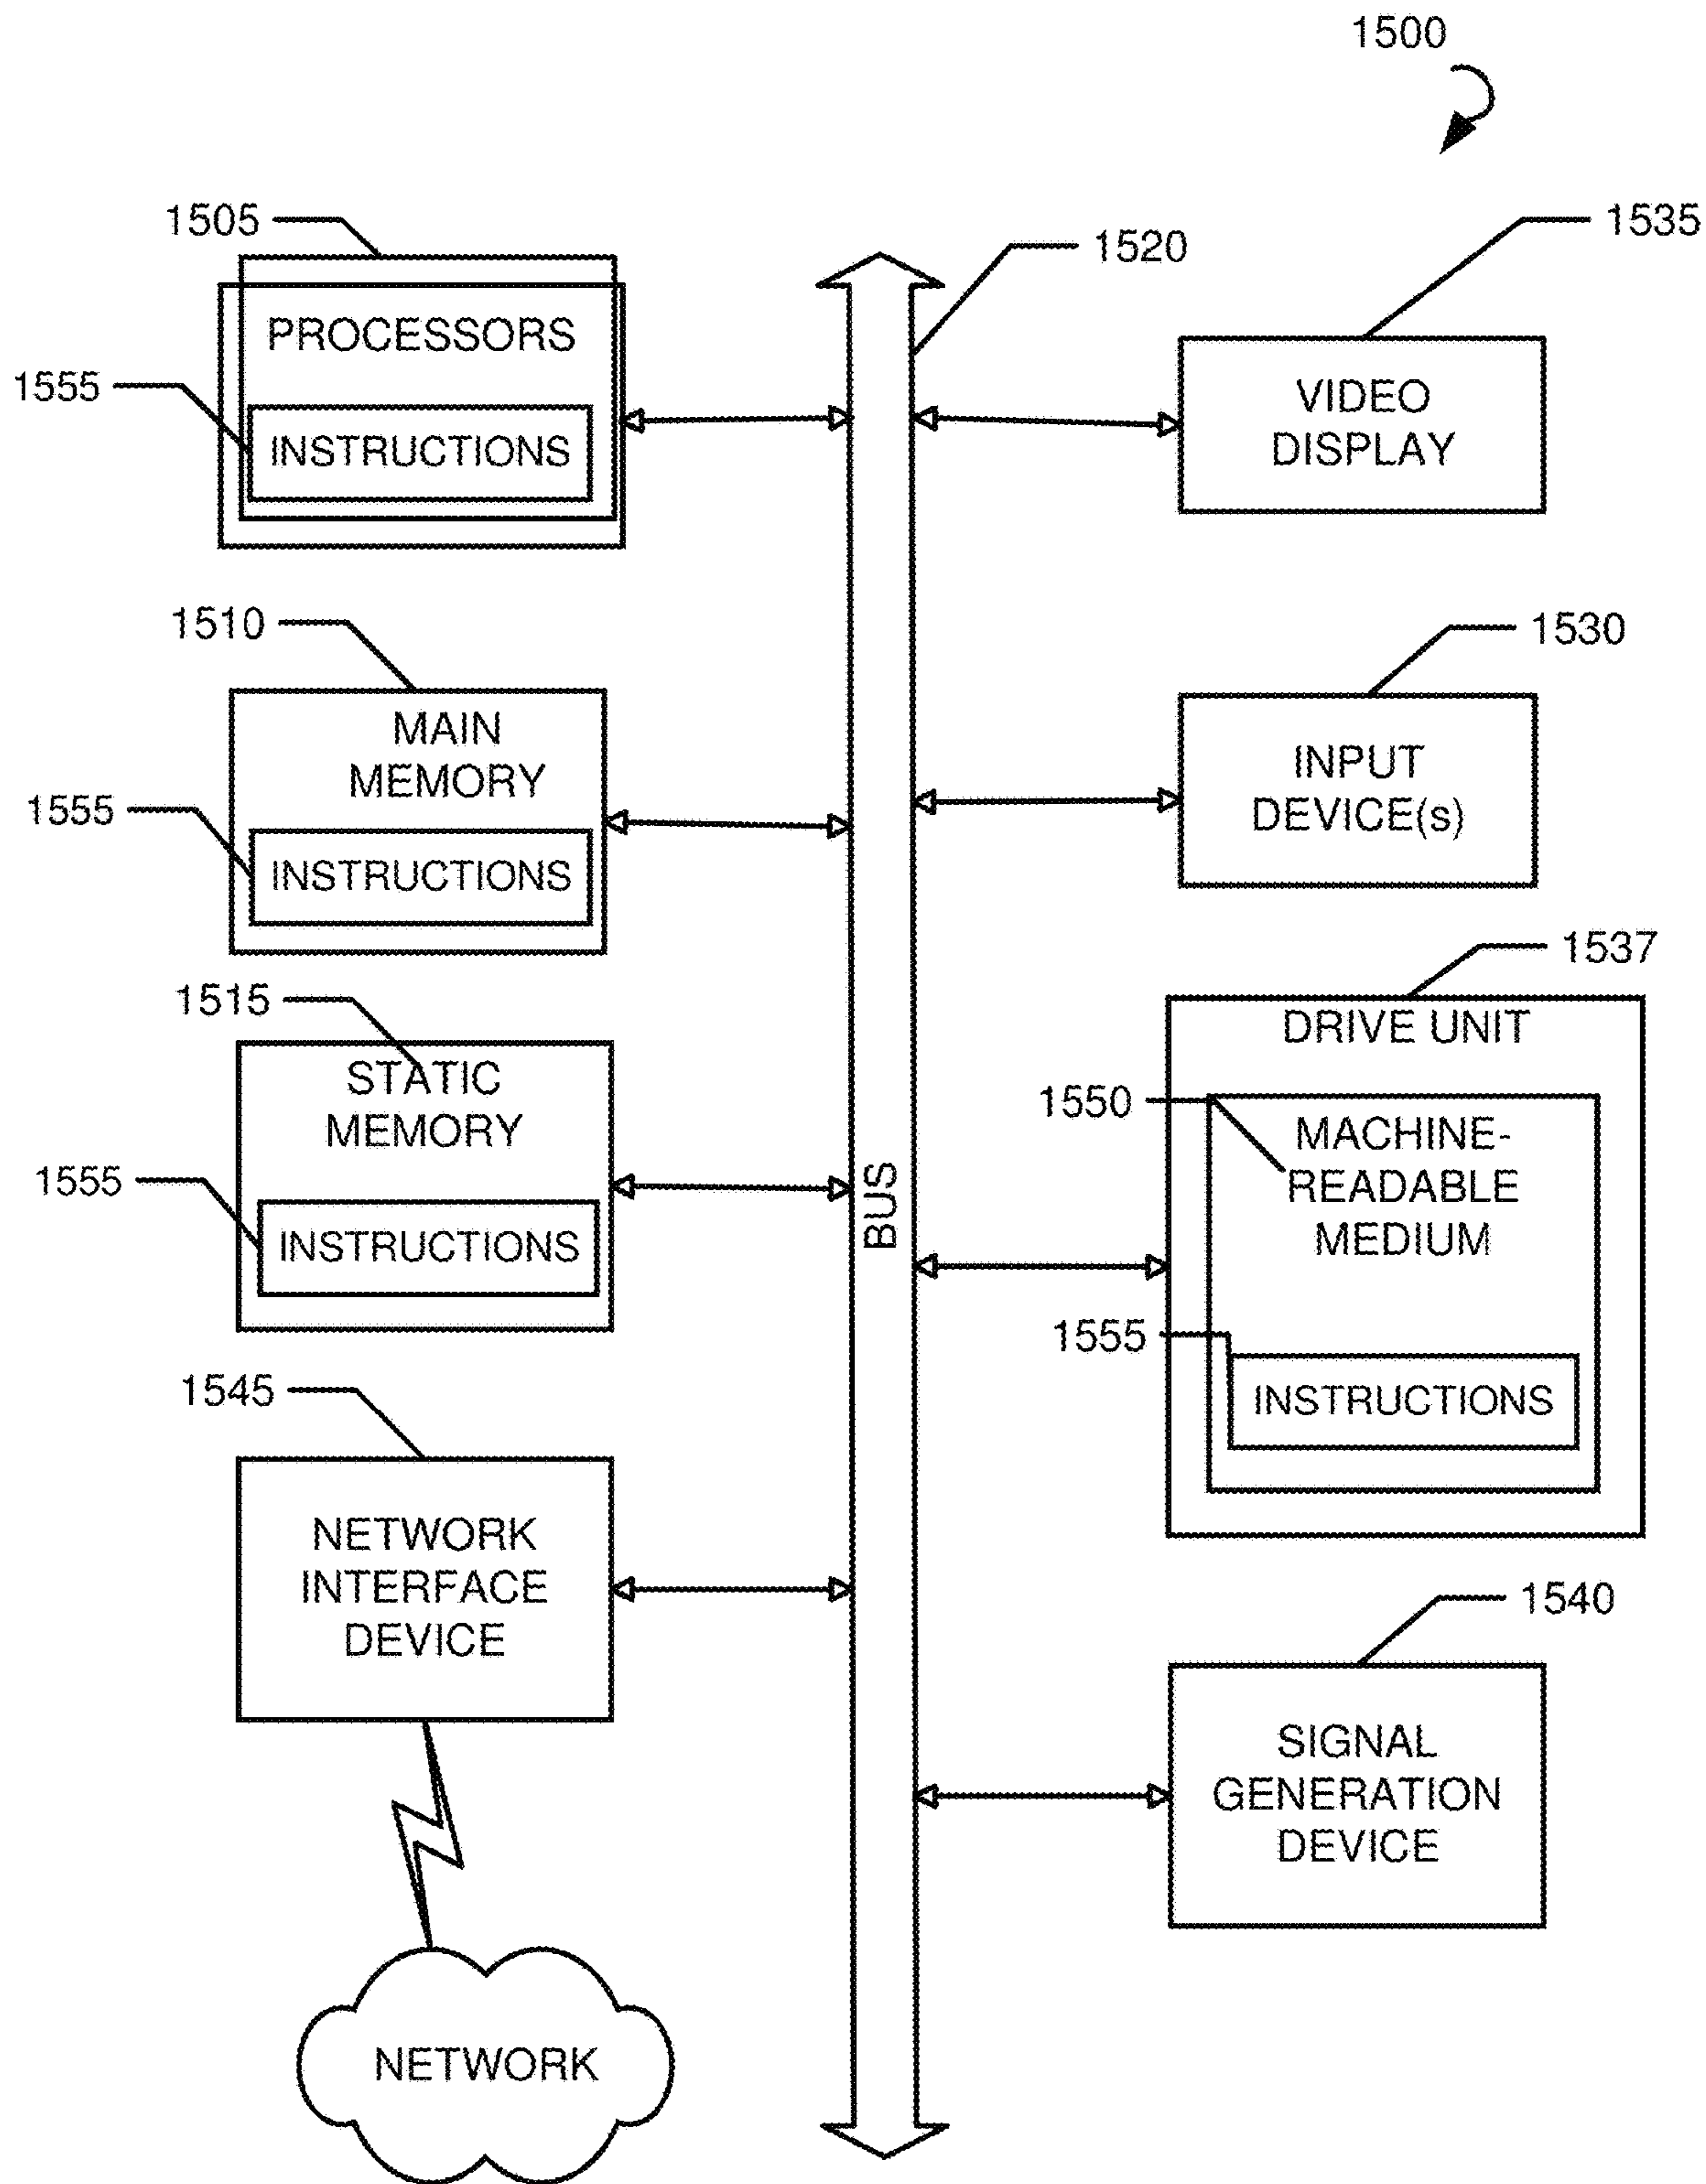 1500
1505
1520
1535
PROCESSORS
1555
INSTRUCTIONS
VIDEO
DISPLAY
1510
1530
MAIN
MEMORY
1555
INSTRUCTIONS
INPUT
DEVICE(s)
1515
1537
STATIC
MEMORY
1555
INSTRUCTIONS
BUS
DRIVE UNIT
1550
MACHINE-
READABLE
MEDIUM
1555
INSTRUCTIONS
1545
NETWORK
INTERFACE
DEVICE
1540
SIGNAL
GENERATION
DEVICE
NETWORK